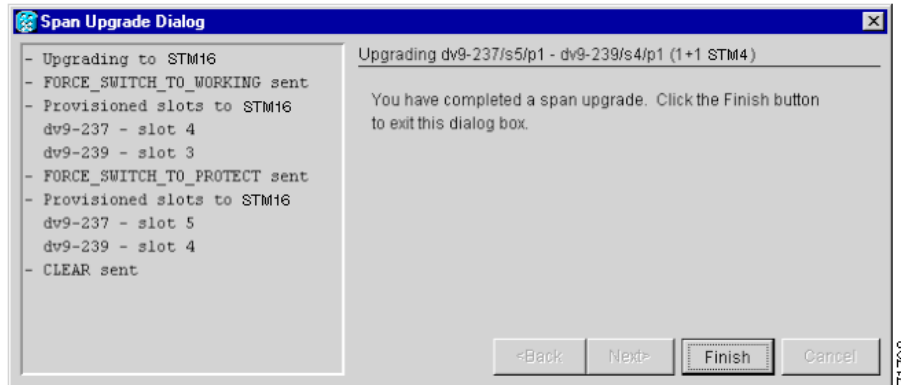 Span Upgrade Dialog
- Upgrading to STM16
- FORCE_SWITCH_TO_WORKING sent
- Provisioned slots to STM16
dv9-237 - slot 4
dv9-239 - slot 3
- FORCE_SWITCH_TO_PROTECT sent
- Provisioned slots to STM16
dv9-237 - slot 5
dv9-239 - slot 4
- CLEAR sent
Upgrading dv9-237/s5/p1 - dv9-239/s4/p1 (1+1 STM4)
You have completed a span upgrade. Click the Finish button
to exit this dialog box.
<Back
Next>
Finish
Cancel